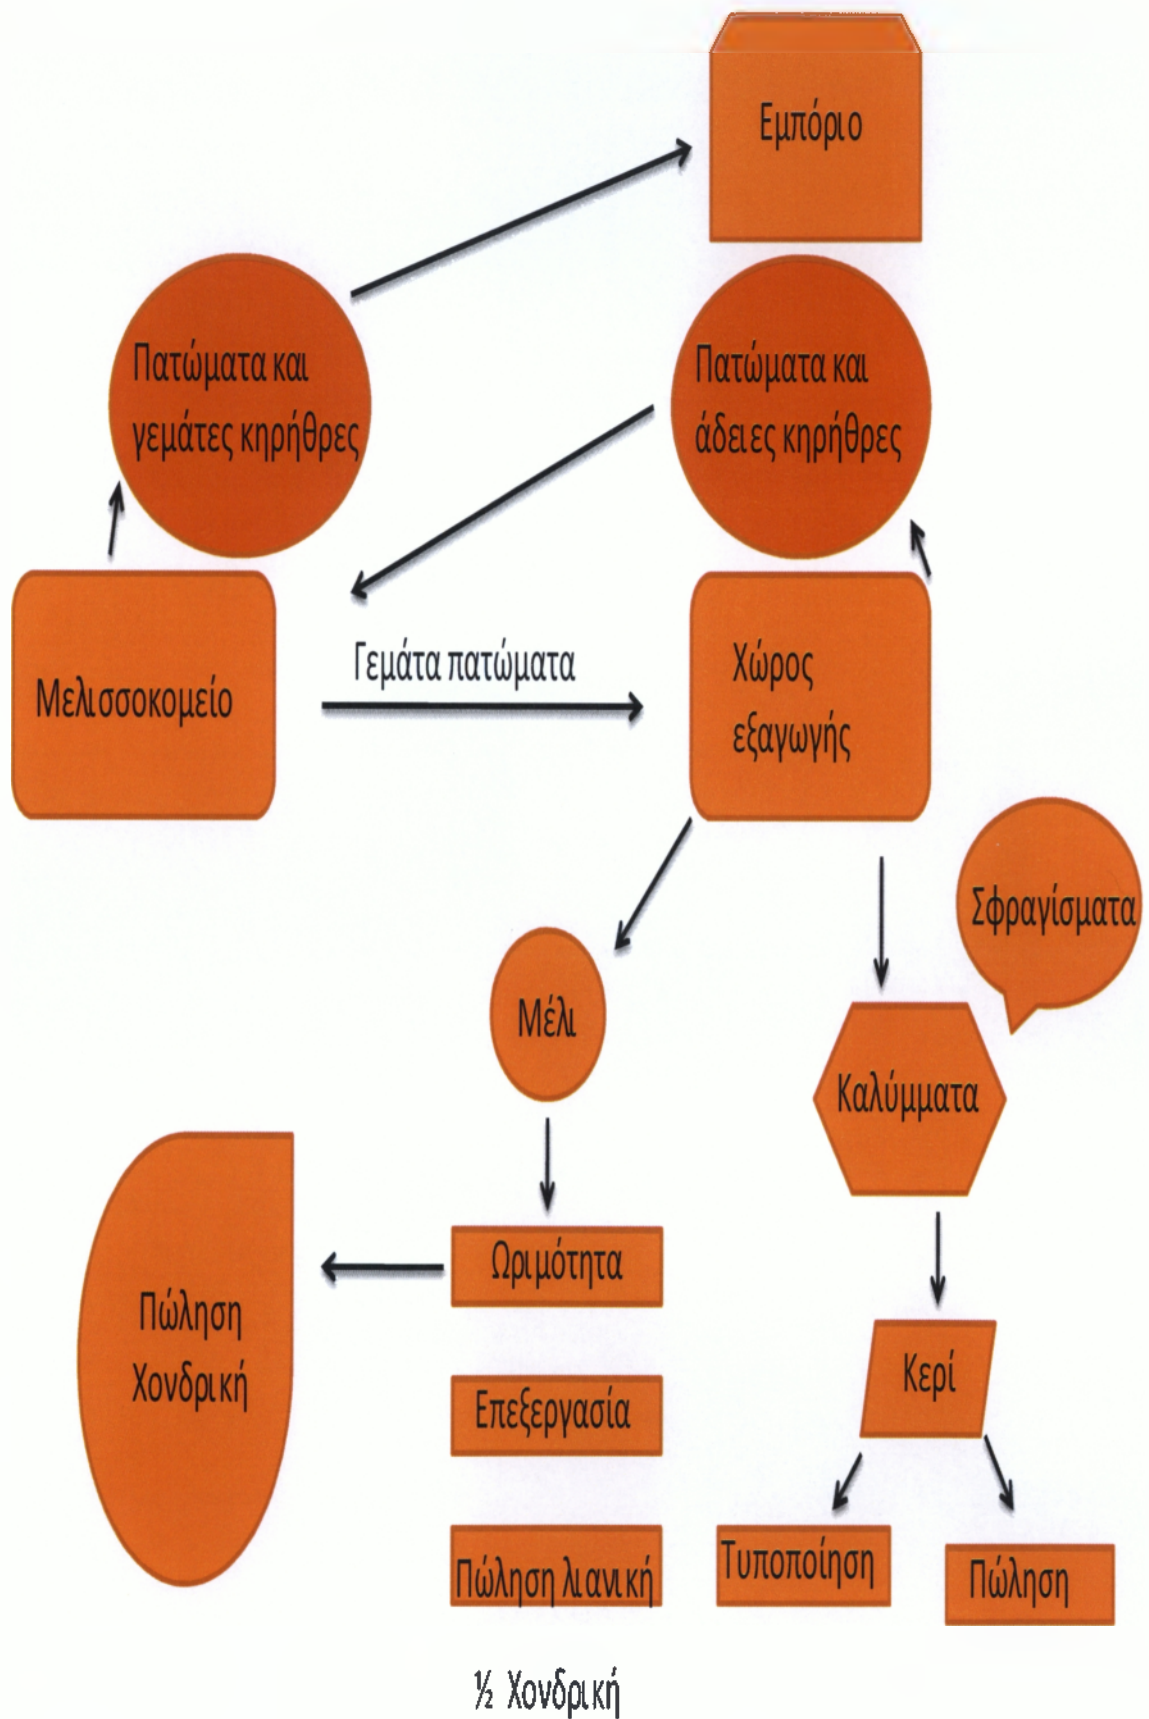 Εμπόριο
Πατώματα και
γεμάτες κηρήθρες
Πατώματα και
άδειες κηρήθρες
Γεμάτα πατώματα
Μελισσοκομείο
Χώρος
εξαγωγής
Σφραγίσματα
Μέλι
Καλύμματα
Ωριμότητα
Πώληση
Χονδρική
Κερί
Επεξεργασία
Τυποποίηση
Πώληση λιανική
Πώληση
½ Χονδρική